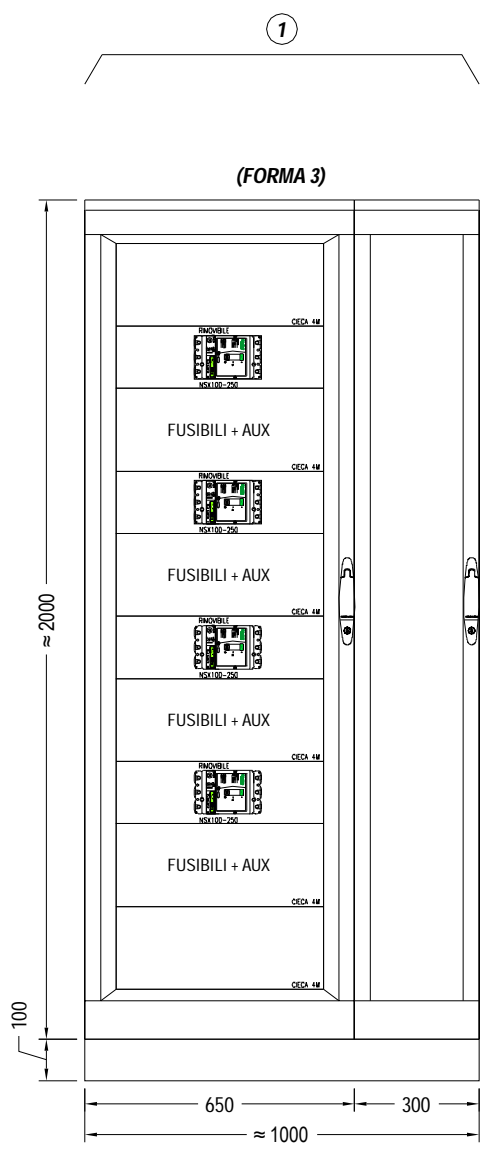 1
(FORMA 3)
CIECA 4M
RIMOVIBILE
NSX100-250
FUSIBILI + AUX
CIECA 4M
RIMOVIBILE
NSX100-250
FUSIBILI + AUX
CIECA 4M
RIMOVIBILE
NSX100-250
FUSIBILI + AUX
CIECA 4M
RIMOVIBILE
NSX100-250
FUSIBILI + AUX
CIECA 4M
CIECA 4M
≈ 2000
100
650
300
≈ 1000